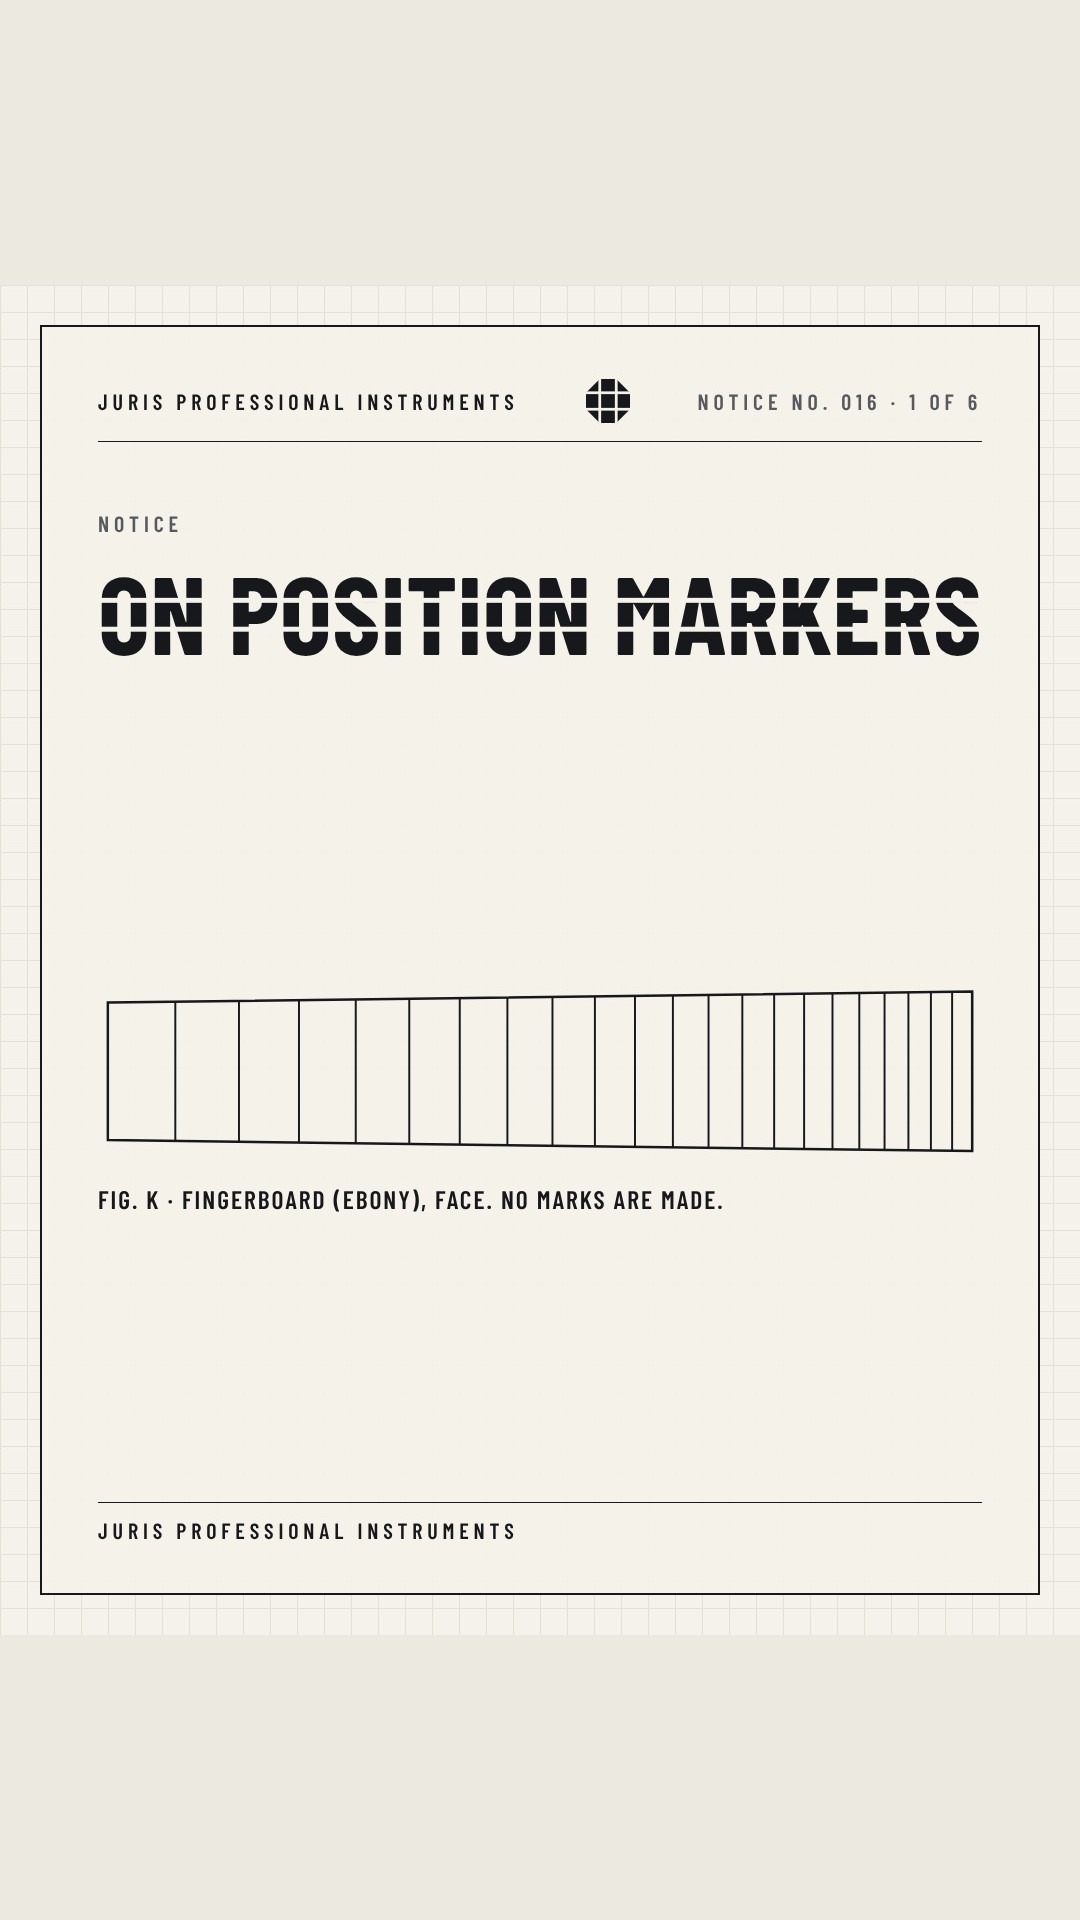 JURIS PROFESSIONAL INSTRUMENTS
NOTICE NO. 016 · 1 OF 6
NOTICE
ON POSITION MARKERS
FIG. K · FINGERBOARD (EBONY), FACE. NO MARKS ARE MADE.
JURIS PROFESSIONAL INSTRUMENTS